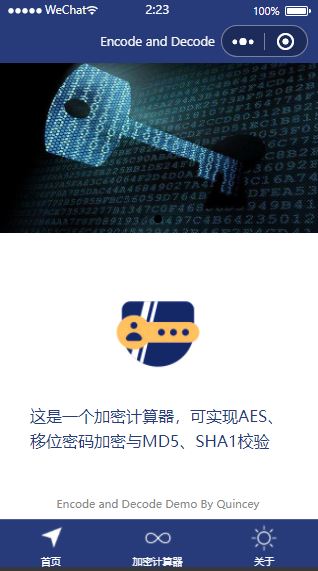 WeChat 2:23 100%
Encode and Decode
这是一个加密计算器，可实现AES、
移位密码加密与MD5、SHA1校验
Encode and Decode Demo By Quincey
首页 加密计算器 关于